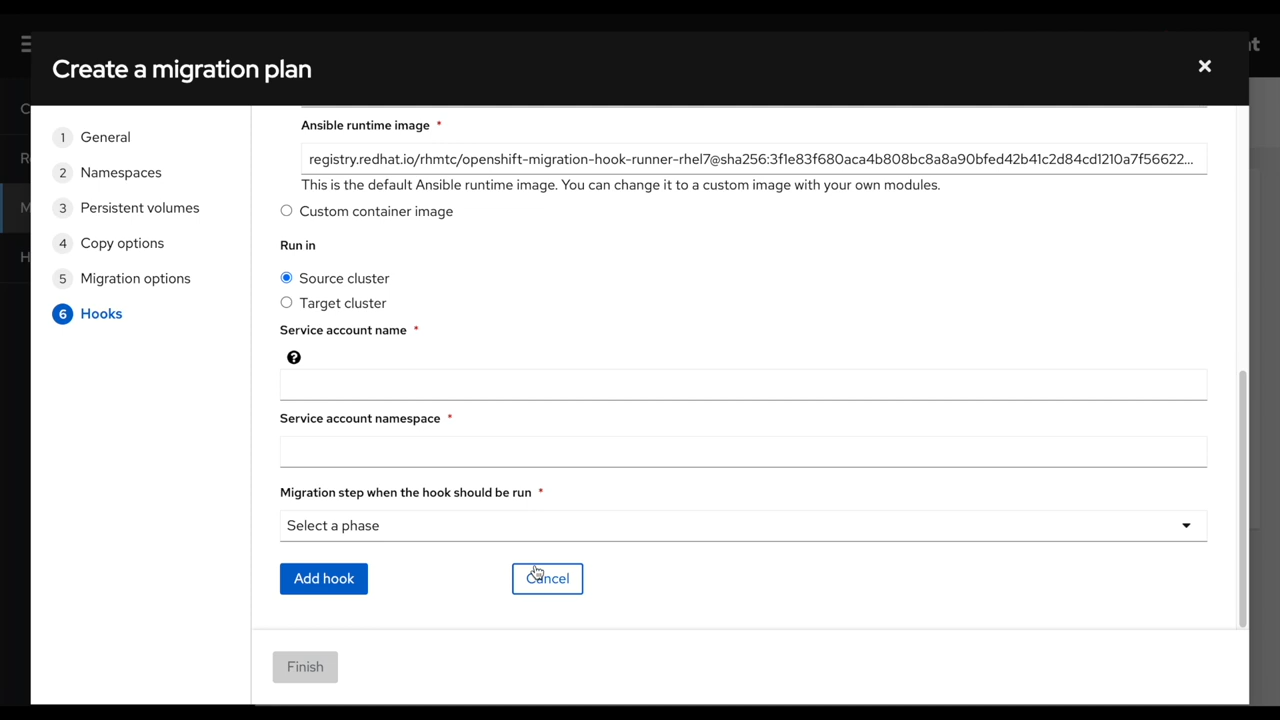 Create a migration plan
1 General
2 Namespaces
3 Persistent volumes
4 Copy options
5 Migration options
6 Hooks
Ansible runtime image *
registry.redhat.io/rhmtc/openshift-migration-hook-runner-rhel7@sha256:3f1e83f680aca4b808bc8a8a90bfed42b41c2d84cd1210a7f56622...
This is the default Ansible runtime image. You can change it to a custom image with your own modules.
Custom container image
Run in
Source cluster
Target cluster
Service account name *
Service account namespace *
Migration step when the hook should be run *
Select a phase
Add hook
Cancel
Finish